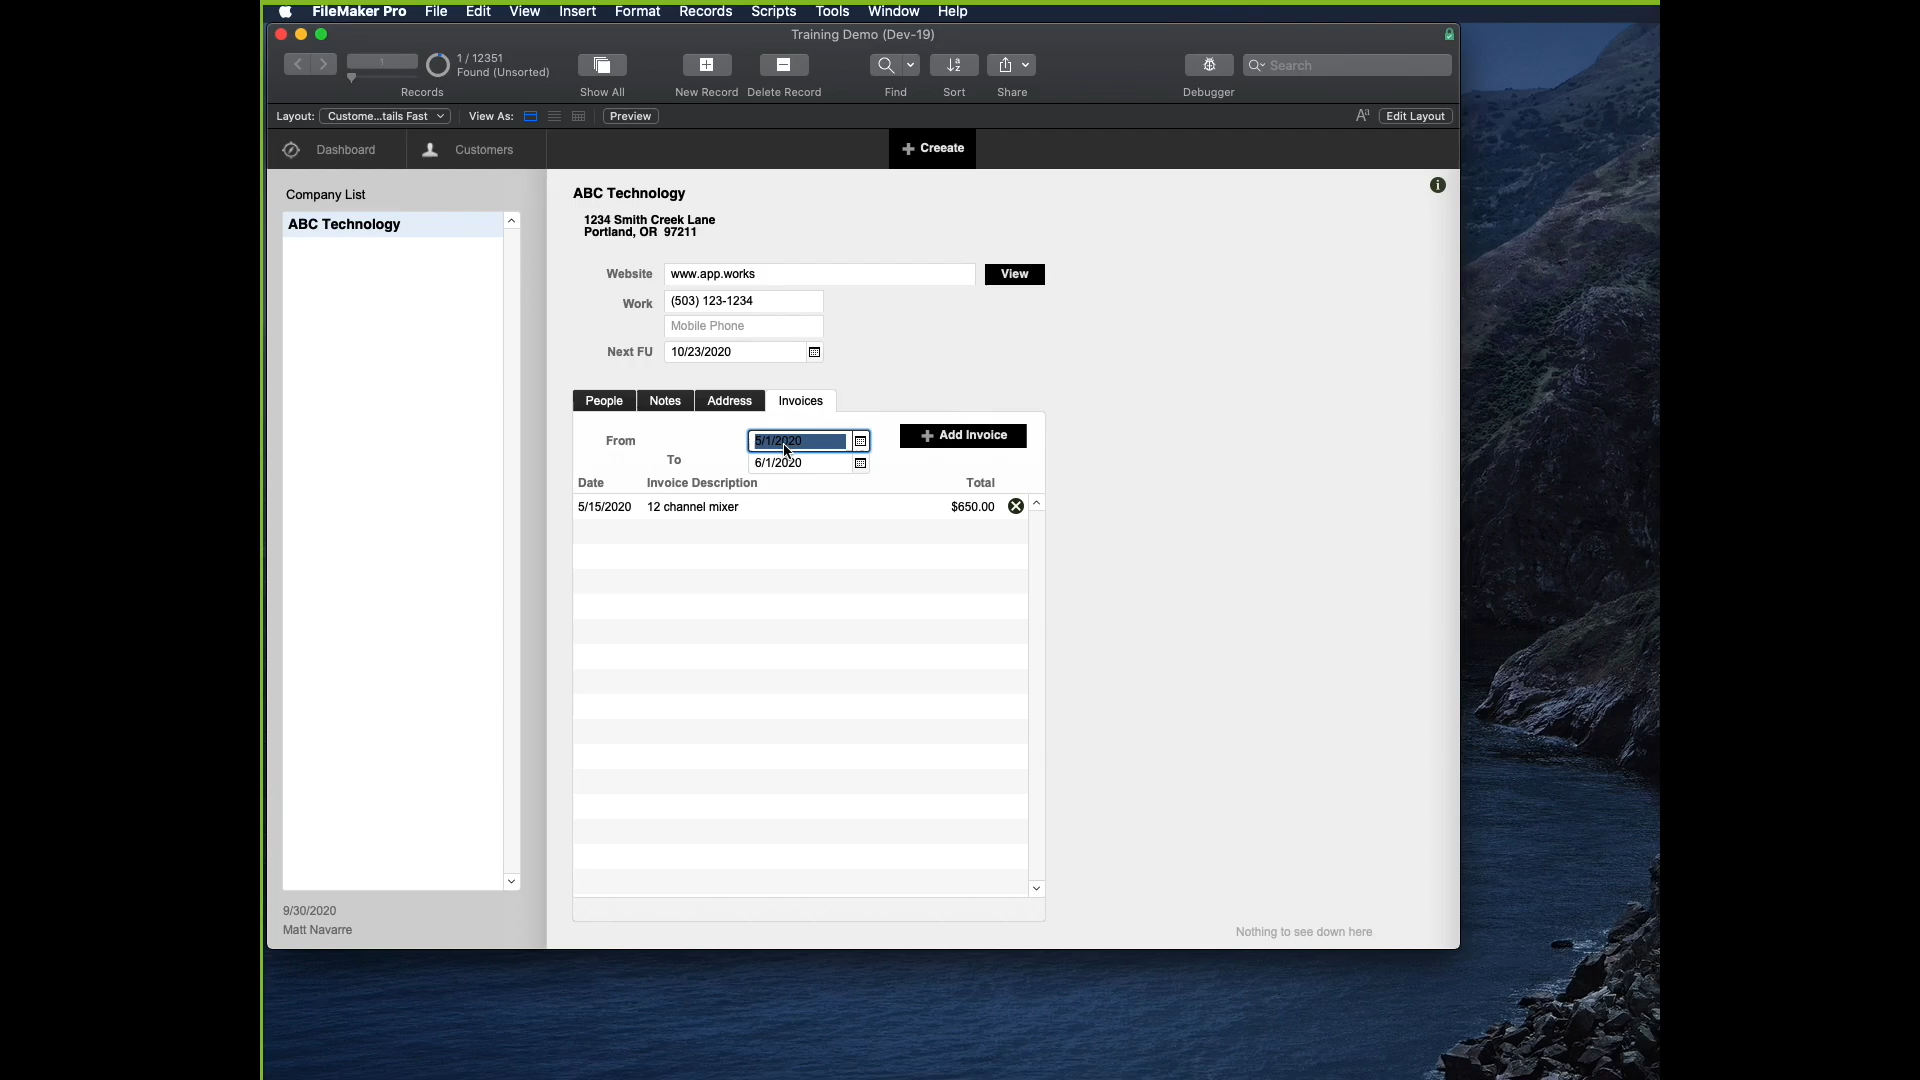 FileMaker Pro File Edit View Insert Format Records Scripts Tools Window Help
Training Demo (Dev-19)
1
1 / 12351
Found (Unsorted)
Search
Records Show All New Record Delete Record Find Sort Share Debugger
Layout: Custome...tails Fast View As: Preview Aa Edit Layout
Dashboard Customers Creeate
Company List
ABC Technology
9/30/2020
Matt Navarre
ABC Technology
1234 Smith Creek Lane
Portland, OR 97211
Website www.app.works View
Work (503) 123-1234
Mobile Phone
Next FU 10/23/2020
People Notes Address Invoices
From 5/1/2020 Add Invoice
To 6/1/2020
Date Invoice Description Total
5/15/2020 12 channel mixer $650.00
Nothing to see down here